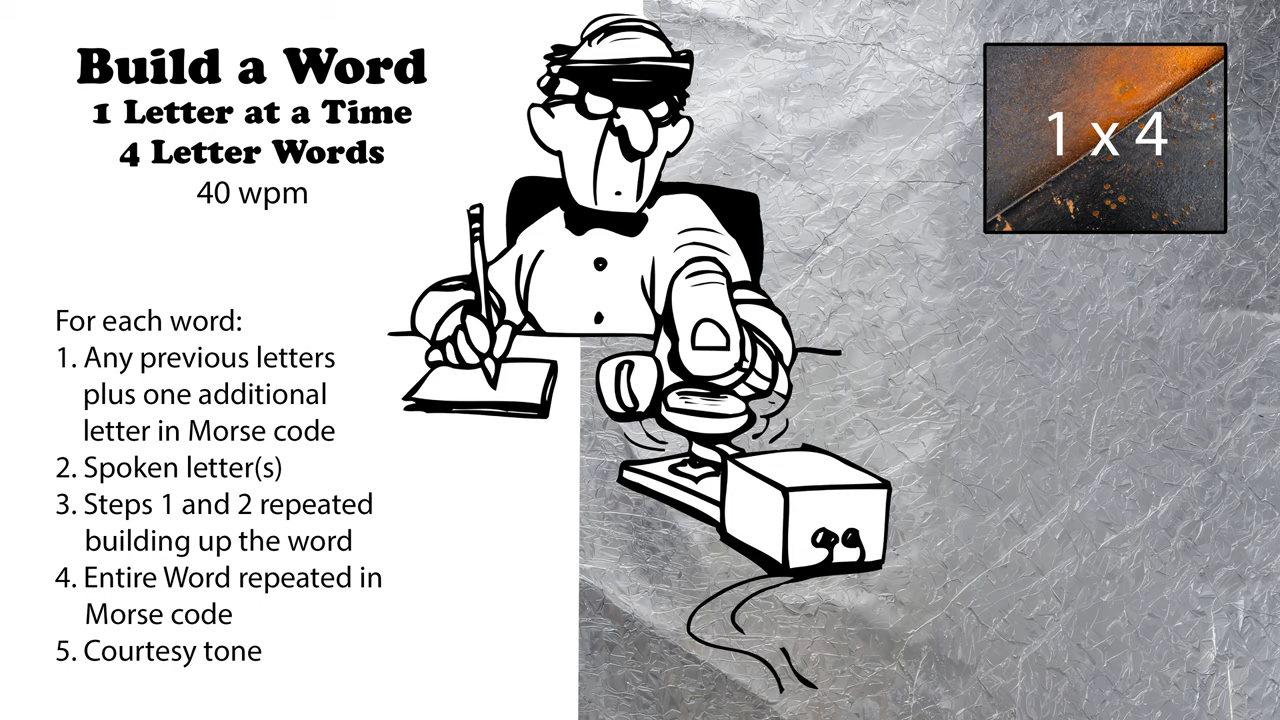 Build a Word
1 Letter at a Time
4 Letter Words
40 wpm
1 x 4
For each word:
1. Any previous letters
plus one additional
letter in Morse code
2. Spoken letter(s)
3. Steps 1 and 2 repeated
building up the word
4. Entire Word repeated in
Morse code
5. Courtesy tone